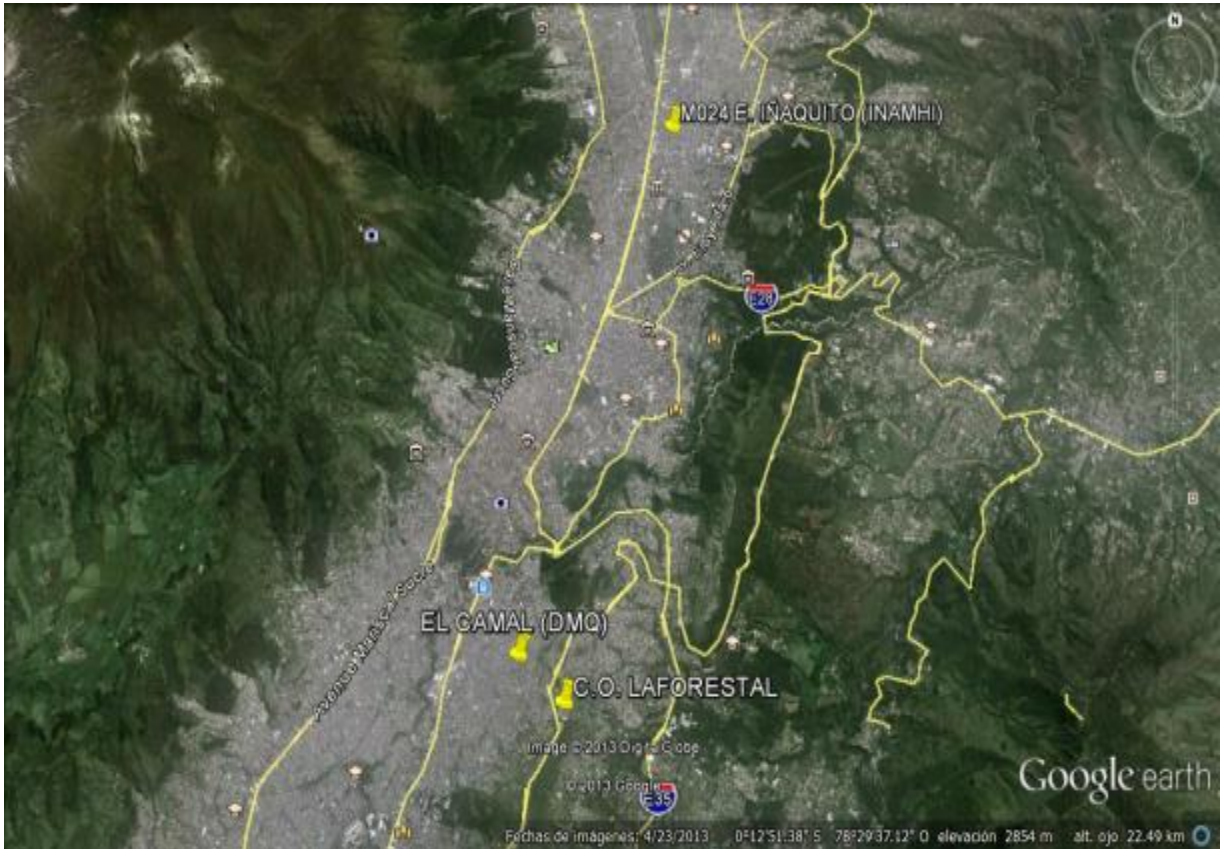 N
M024 E. IÑAQUITO (INAMHI)
E28
EL CAMAL (DMQ)
C.O. LAFORESTAL
Image © 2013 DigitalGlobe
© 2013 Google
E35
Google earth
Fechas de imágenes: 4/23/2013 0°12'51.38" S 78°29'37.12" O elevación 2854 m alt. ojo 22.49 km